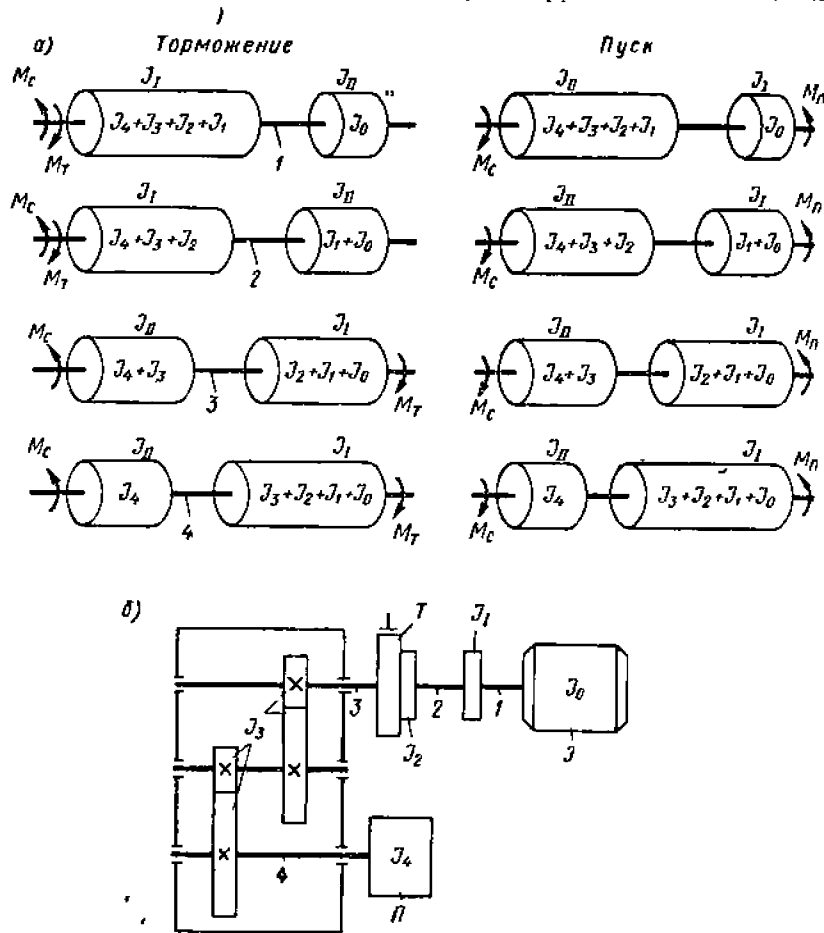 а) Торможение Пуск
J_I J_II J_II J_I
M_c J_4+J_3+J_2+J_1 J_0 J_4+J_3+J_2+J_1 J_0 M_п
M_т 1 M_c
J_I J_II J_II J_I
M_c J_4+J_3+J_2 J_1+J_0 J_4+J_3+J_2 J_1+J_0 M_п
M_т 2 M_c
J_II J_I J_II J_I
M_c J_4+J_3 J_2+J_1+J_0 J_4+J_3 J_2+J_1+J_0 M_п
3 M_т M_c
J_II J_I J_II J_I
M_c J_4 J_3+J_2+J_1+J_0 J_4 J_3+J_2+J_1+J_0 M_п
4 M_т M_c
б) T J_1
3 2 1 J_0
J_3 J_2 Э
J_3
4 J_4
П